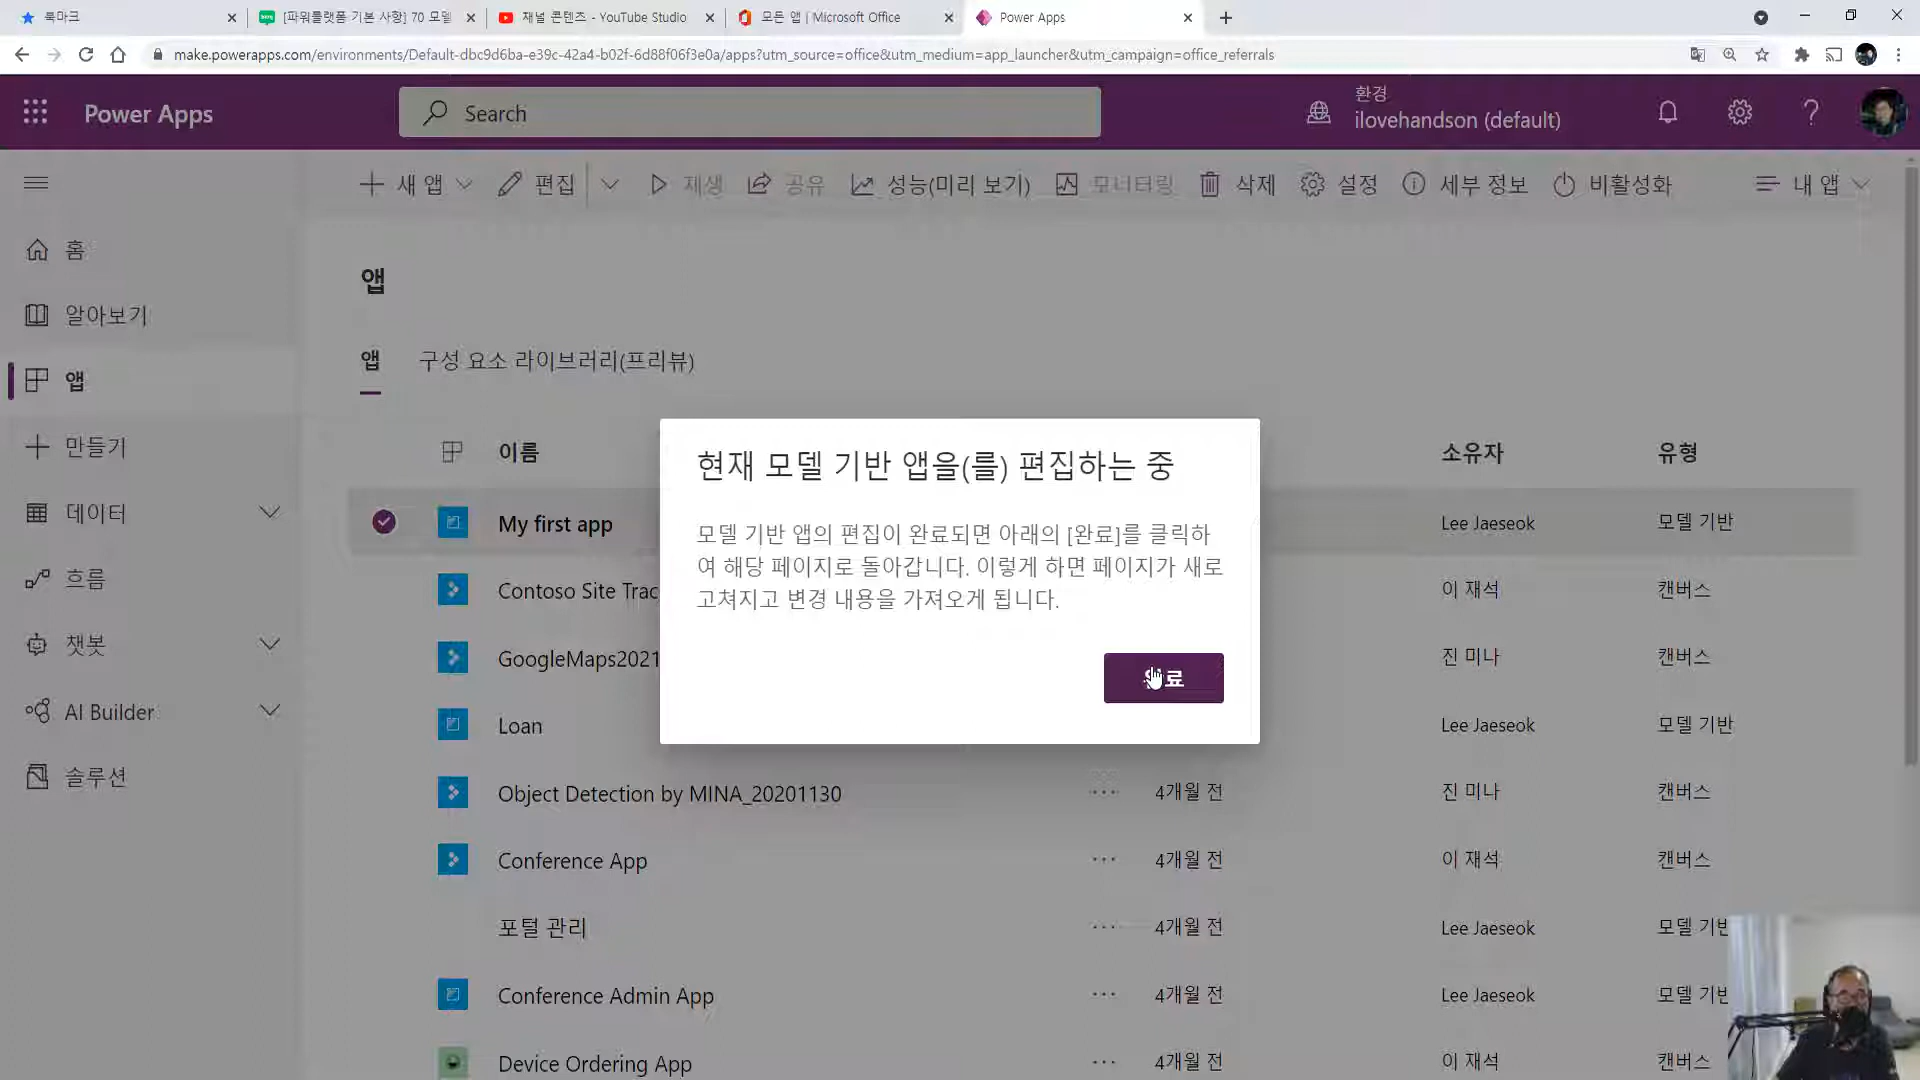 북마크
[파워플랫폼 기본 사항] 70 모델
채널 콘텐츠 - YouTube Studio
모든 앱 | Microsoft Office
Power Apps
make.powerapps.com/environments/Default-dbc9d6ba-e39c-42a4-b02f-6d88f06f3e0a/apps?utm_source=office&utm_medium=app_launcher&utm_campaign=office_referrals
Power Apps
Search
환경
ilovehandson (default)
새 앱
편집
재생
공유
성능(미리 보기)
모니터링
삭제
설정
세부 정보
비활성화
내 앱
홈
알아보기
앱
만들기
데이터
흐름
챗봇
AI Builder
솔루션
앱
앱
구성 요소 라이브러리(프리뷰)
이름
소유자
유형
My first app
Lee Jaeseok
모델 기반
Contoso Site Trac
이 재석
캔버스
GoogleMaps2021
진 미나
캔버스
Loan
Lee Jaeseok
모델 기반
Object Detection by MINA_20201130
4개월 전
진 미나
캔버스
Conference App
4개월 전
이 재석
캔버스
포털 관리
4개월 전
Lee Jaeseok
모델 기반
Conference Admin App
4개월 전
Lee Jaeseok
모델 기반
Device Ordering App
4개월 전
이 재석
캔버스
현재 모델 기반 앱을(를) 편집하는 중
모델 기반 앱의 편집이 완료되면 아래의 [완료]를 클릭하
여 해당 페이지로 돌아갑니다. 이렇게 하면 페이지가 새로
고쳐지고 변경 내용을 가져오게 됩니다.
완료